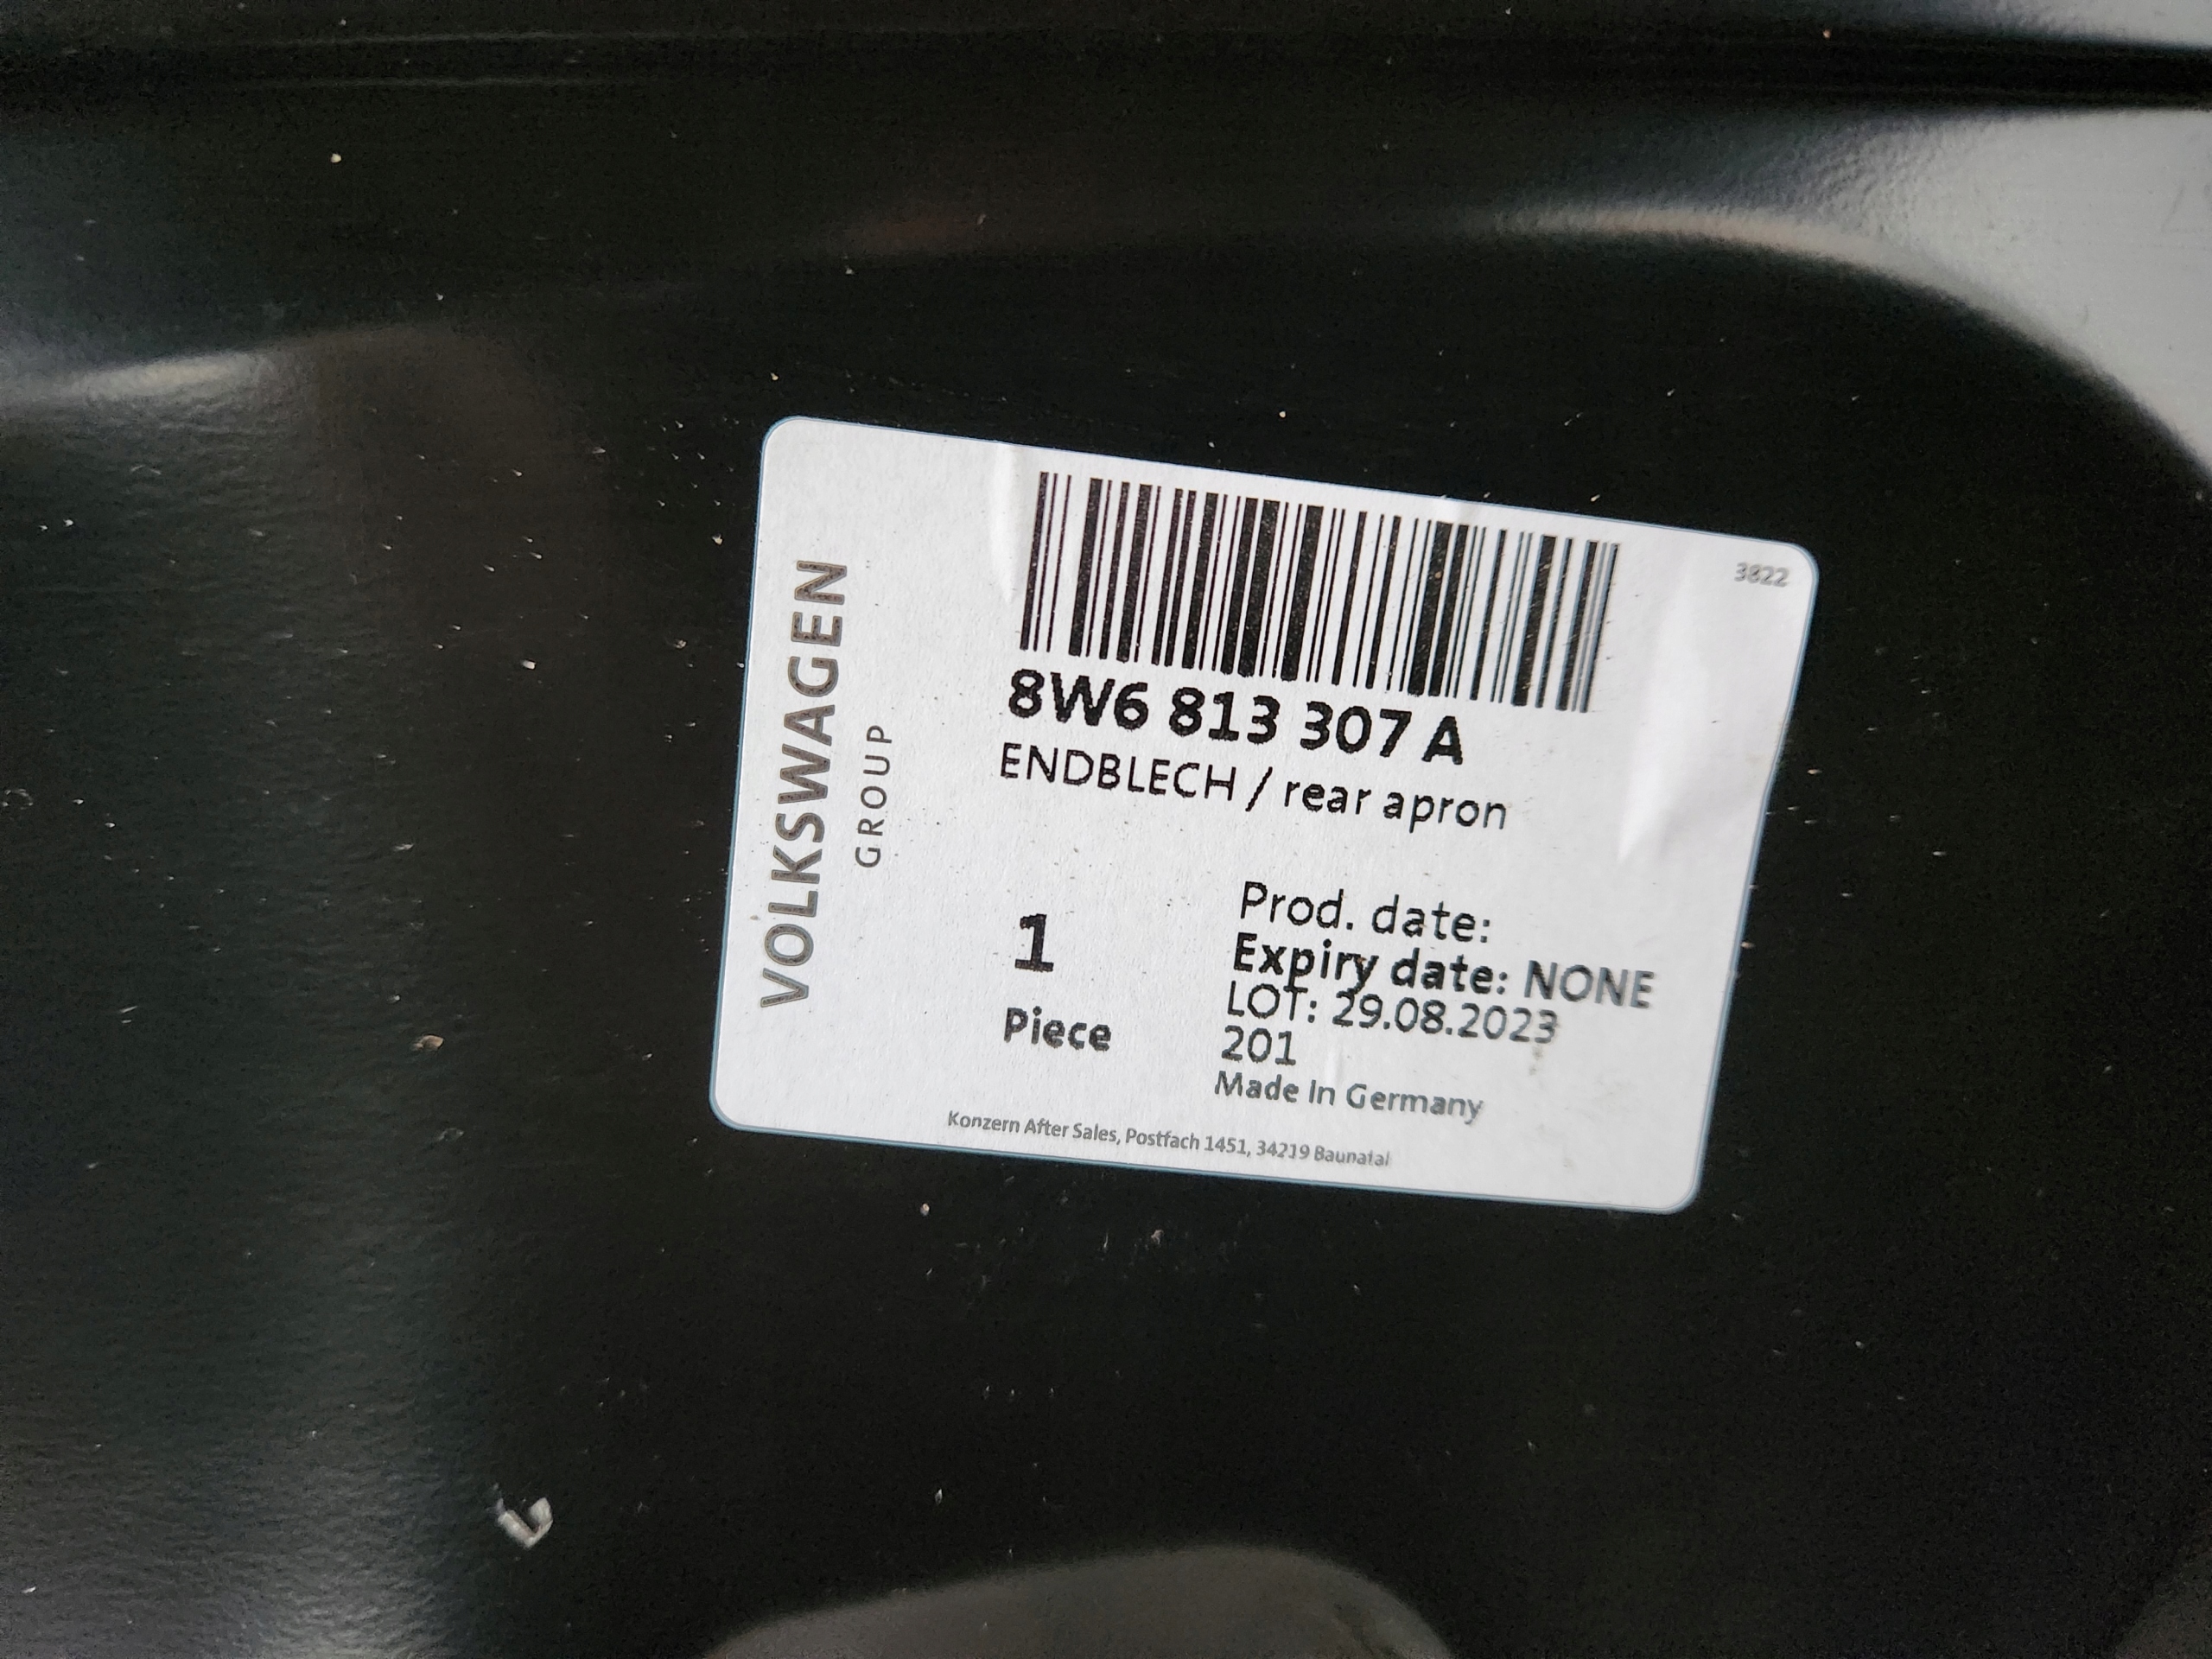 3822
VOLKSWAGEN
GROUP
8W6 813 307 A
ENDBLECH / rear apron
1
Piece
Prod. date:
Expiry date: NONE
LOT: 29.08.2023
201
Made In Germany
Konzern After Sales, Postfach 1451, 34219 Baunatal